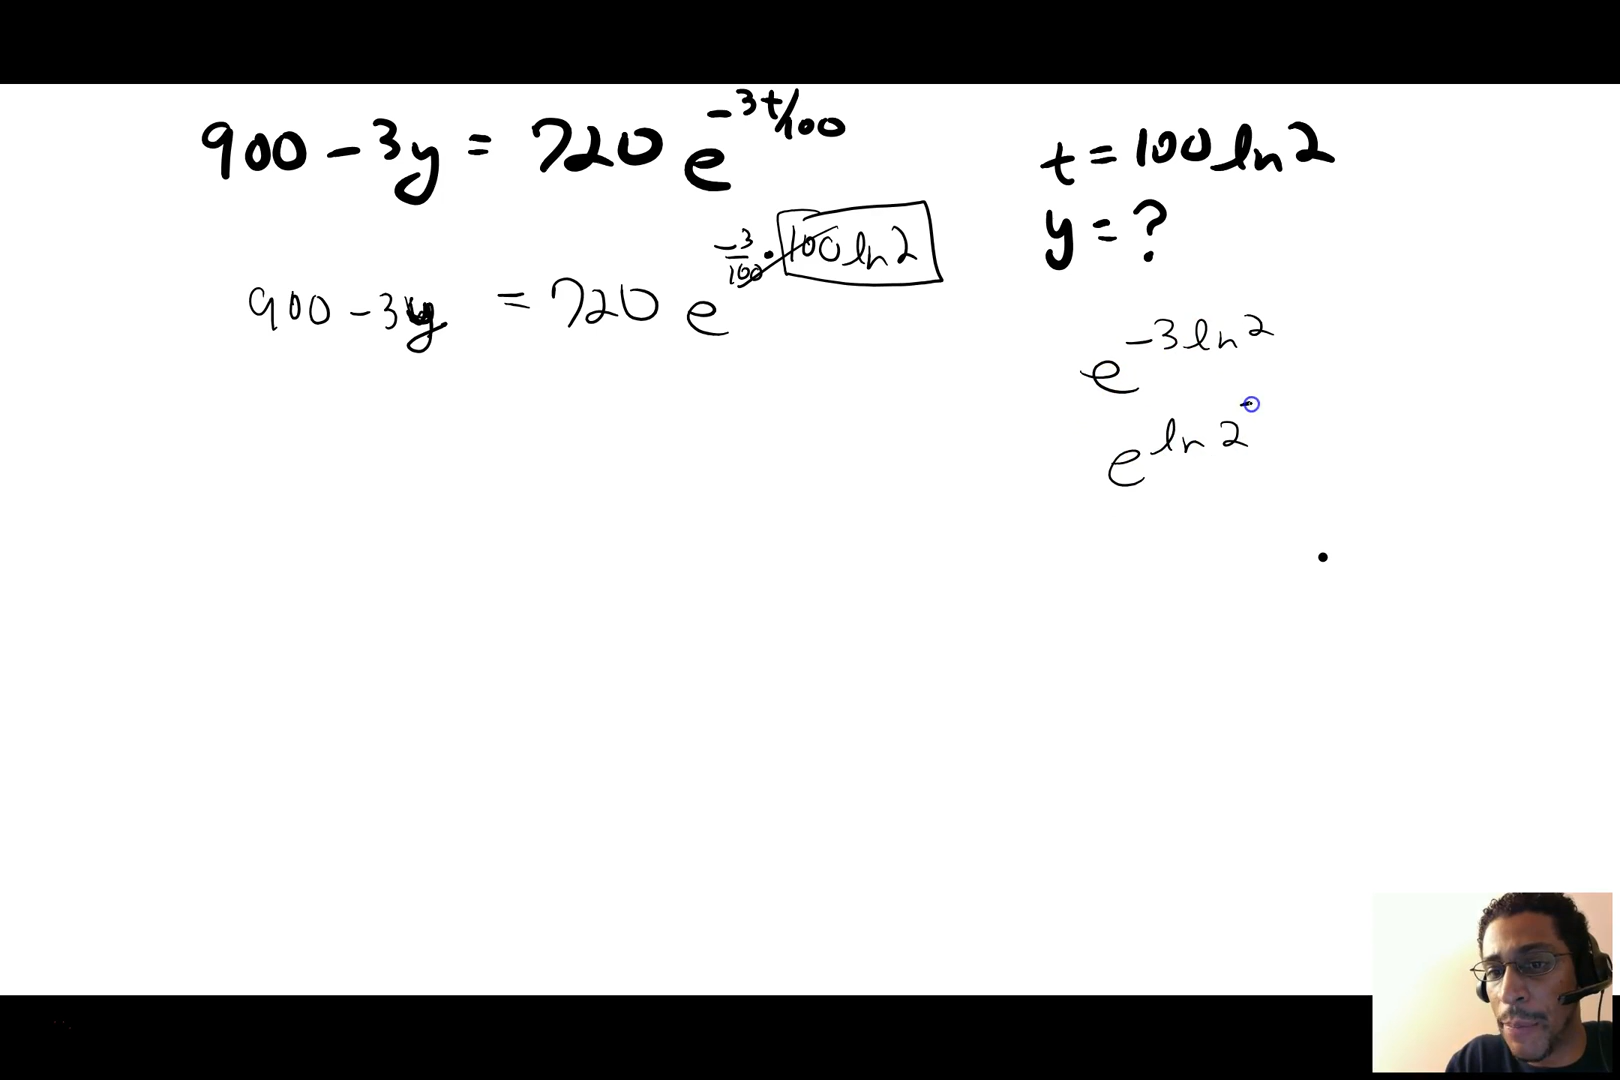 900 - 3y = 720 e^{-3t/100}
t = 100 ln 2
y = ?
900 - 3y = 720 e^{\frac{-3}{100} · 100 ln 2}
e^{-3 ln 2}
e^{ln 2^{-}}